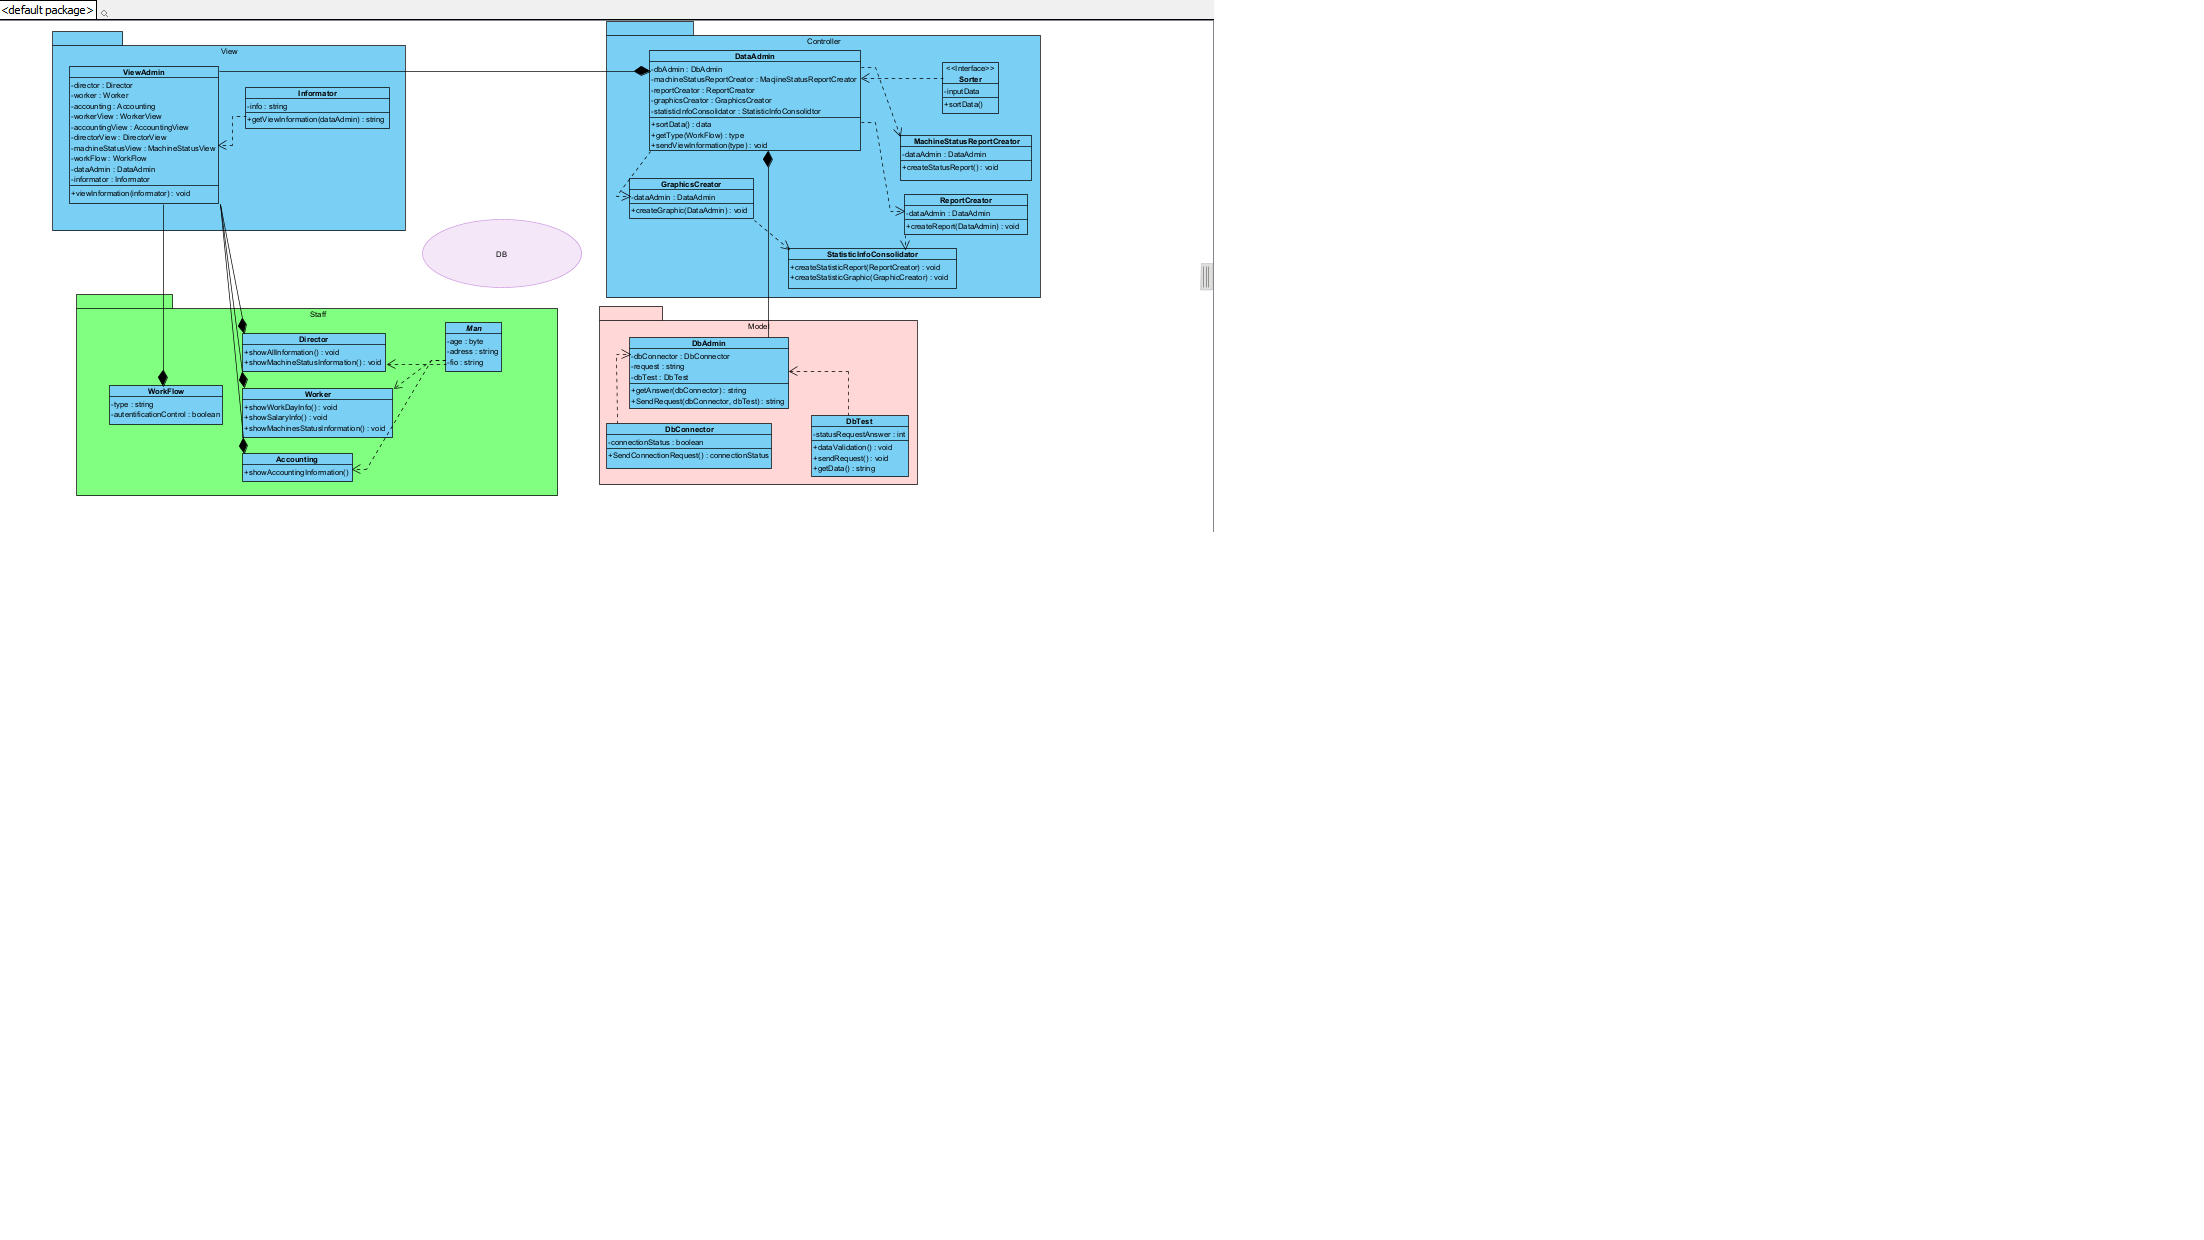 <default package>
View
ViewAdmin
-director : Director
-worker : Worker
-accounting : Accounting
-workerView : WorkerView
-accountingView : AccountingView
-directorView : DirectorView
-machineStatusView : MachineStatusView
-workFlow : WorkFlow
-dataAdmin : DataAdmin
-informator : Informator
+viewInformation(informator) : void
Informator
-info : string
+getViewInformation(dataAdmin) : string
DB
Controller
DataAdmin
-dbAdmin : DbAdmin
-machineStatusReportCreator : MaqineStatusReportCreator
-reportCreator : ReportCreator
-graphicsCreator : GraphicsCreator
-statisticInfoConsolidator : StatisticInfoConsolidtor
+sortData() : data
+getType(WorkFlow) : type
+sendViewInformation(type) : void
<<Interface>>
Sorter
-inputData
+sortData()
MachineStatusReportCreator
-dataAdmin : DataAdmin
+createStatusReport() : void
GraphicsCreator
-dataAdmin : DataAdmin
+createGraphic(DataAdmin) : void
ReportCreator
-dataAdmin : DataAdmin
+createReport(DataAdmin) : void
StatisticInfoConsolidator
+createStatisticReport(ReportCreator) : void
+createStatisticGraphic(GraphicCreator) : void
Staff
Director
+showAllInformation() : void
+showMachineStatusInformation() : void
Man
-age : byte
-adress : string
-fio : string
WorkFlow
-type : string
-autentificationControl : boolean
Worker
+showWorkDayInfo() : void
+showSalaryInfo() : void
+showMachinesStatusInformation() : void
Accounting
+showAccountingInformation()
Model
DbAdmin
-dbConnector : DbConnector
-request : string
-dbTest : DbTest
+getAnswer(dbConnector) : string
+SendRequest(dbConnector, dbTest) : string
DbConnector
-connectionStatus : boolean
+SendConnectionRequest() : connectionStatus
DbTest
-statusRequestAnswer : int
+dataValidation() : void
+sendRequest() : void
+getData() : string